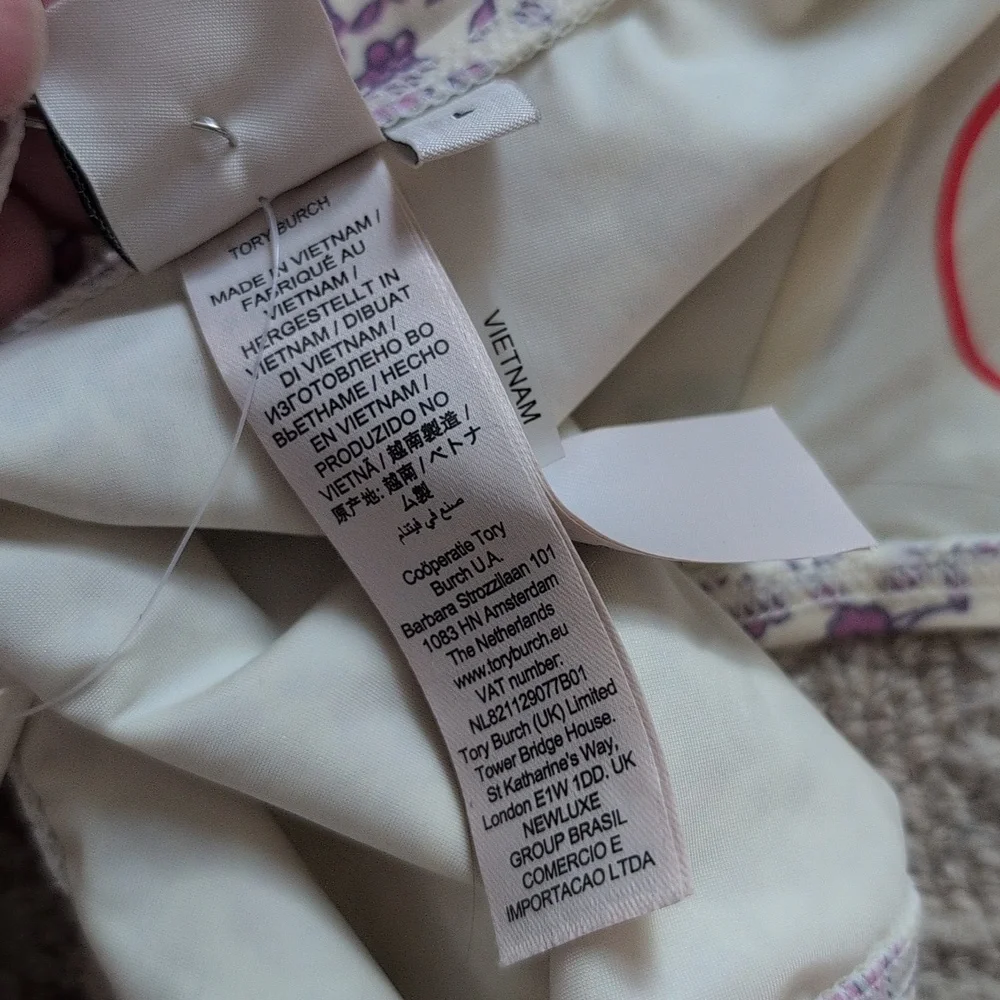 L
TORY BURCH
MADE IN VIETNAM /
FABRIQUÉ AU
VIETNAM /
HERGESTELLT IN
VIETNAM / DIBUAT
DI VIETNAM /
ИЗГОТОВЛЕНО ВО
ВЬЕТНАМЕ / HECHO
EN VIETNAM /
PRODUZIDO NO
VIETNÃ / 越南製造 /
原产地: 越南 / ベトナ
ム製
صنع في فيتنام
Coöperatie Tory
Burch U.A.
Barbara Strozzilaan 101
1083 HN Amsterdam
The Netherlands
www.toryburch.eu
VAT number:
NL821129077B01
Tory Burch (UK) Limited
Tower Bridge House.
St Katharine's Way,
London E1W 1DD. UK
NEWLUXE
GROUP BRASIL
COMERCIO E
IMPORTACAO LTDA
VIETNAM